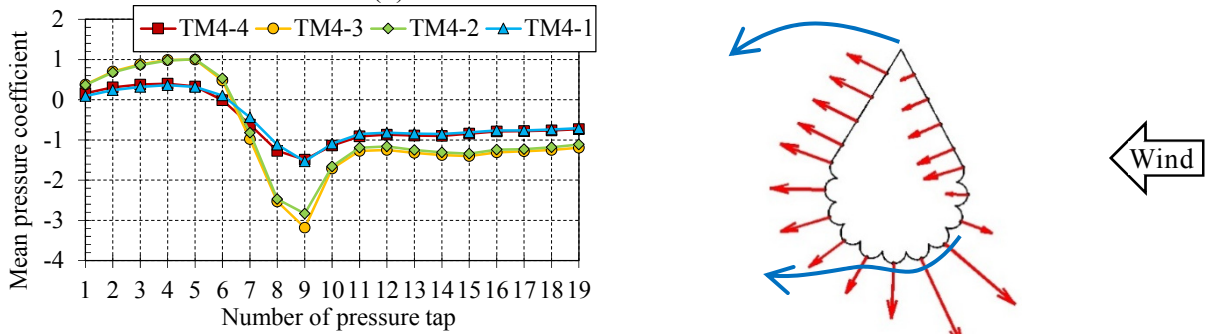 TM4-4 TM4-3 TM4-2 TM4-1
Mean pressure coefficient
2
1
0
-1
-2
-3
-4
1 2 3 4 5 6 7 8 9 10 11 12 13 14 15 16 17 18 19
Number of pressure tap
Wind